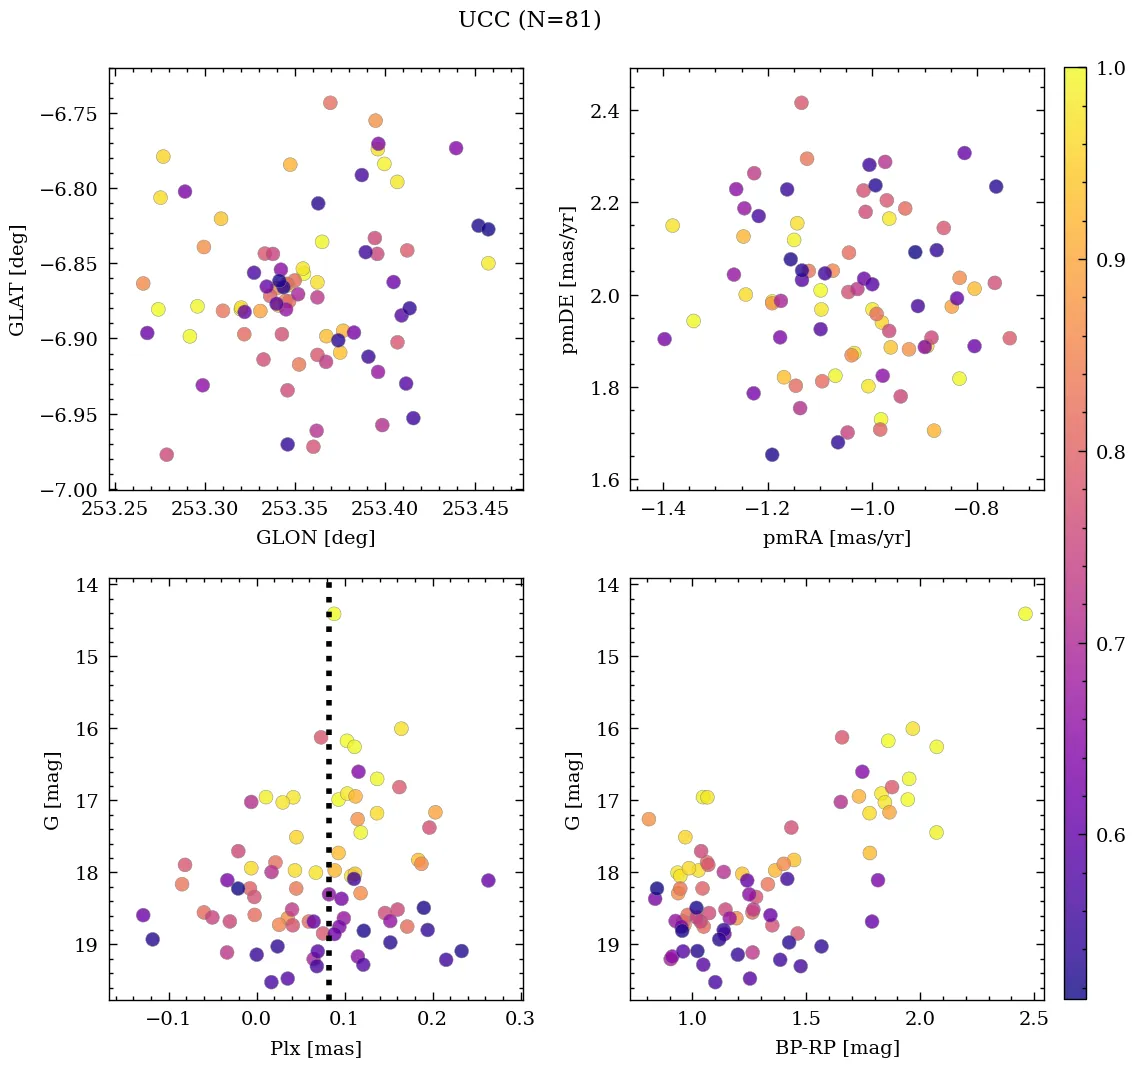 UCC (N=81)
−6.75
−6.80
−6.85
−6.90
−6.95
−7.00
GLAT [deg]
253.25 253.30 253.35 253.40 253.45
GLON [deg]
2.4
2.2
2.0
1.8
1.6
pmDE [mas/yr]
−1.4 −1.2 −1.0 −0.8
pmRA [mas/yr]
1.0
0.9
0.8
0.7
0.6
14
15
16
17
18
19
G [mag]
−0.1 0.0 0.1 0.2 0.3
Plx [mas]
14
15
16
17
18
19
G [mag]
1.0 1.5 2.0 2.5
BP-RP [mag]